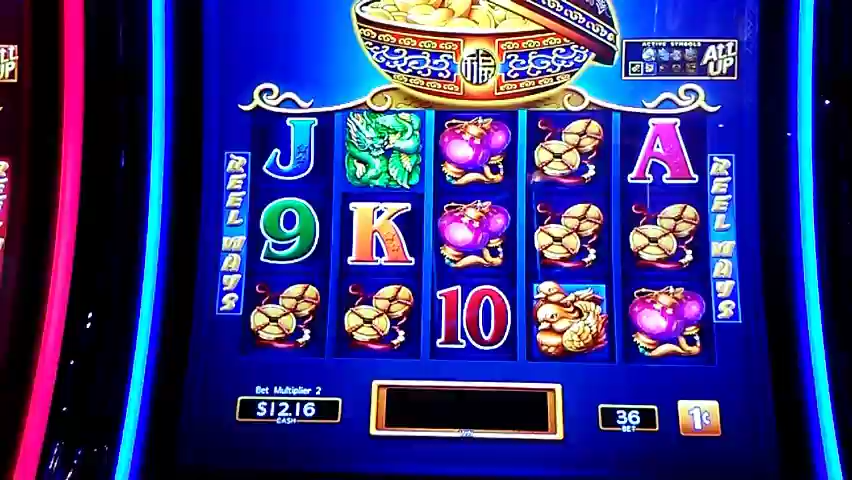 ACTIVE SYMBOLS
All
UP
福
REEL WAYS
REEL WAYS
J
A
9
K
10
Bet Multiplier 2
$12.16
CASH
36
BET
1¢